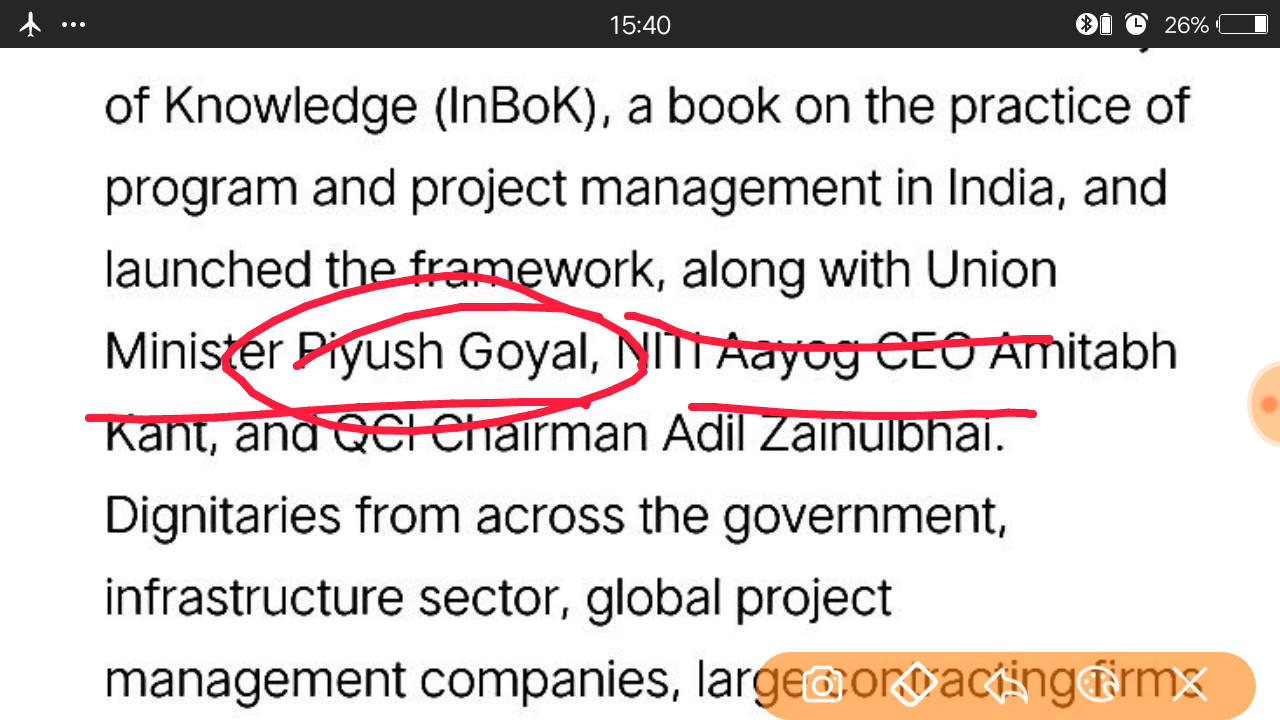 15:40
26%
of Knowledge (InBoK), a book on the practice of
program and project management in India, and
launched the framework, along with Union
Minister Piyush Goyal, NITI Aayog CEO Amitabh
Kant, and QCI Chairman Adil Zainulbhai.
Dignitaries from across the government,
infrastructure sector, global project
management companies, large contracting firms